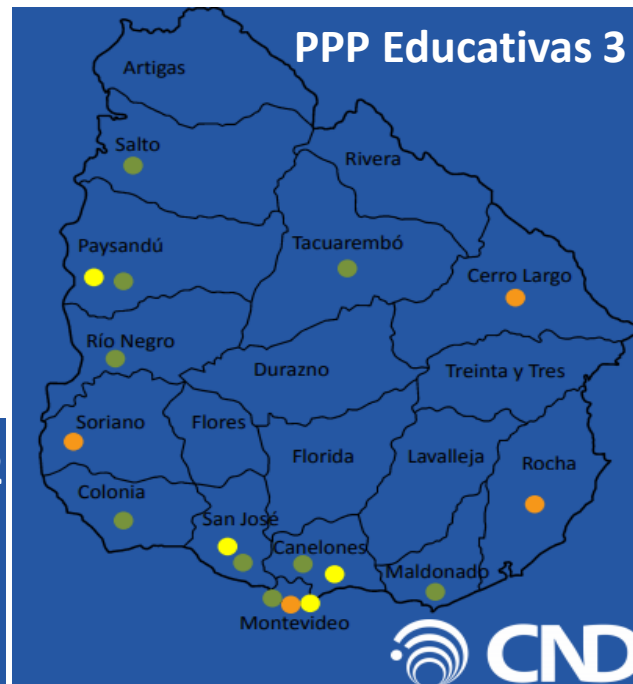 PPP Educativas 3
Artigas
Salto
Rivera
Paysandú
Tacuarembó
Cerro Largo
Río Negro
Durazno
Treinta y Tres
Soriano
Flores
Florida
Lavalleja
Rocha
Colonia
San José
Canelones
Maldonado
Montevideo
CND